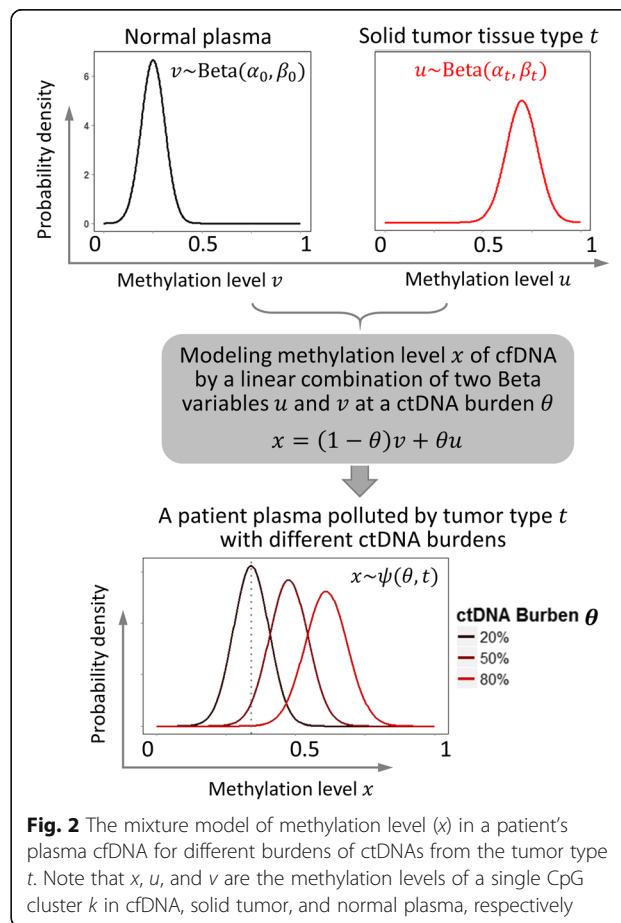 Normal plasma
Solid tumor tissue type t
v~Beta(α₀, β₀)
u~Beta(αₜ, βₜ)
Probability density
6
4
2
0
0 0.5 1
0 0.5 1
Methylation level v
Methylation level u
Modeling methylation level x of cfDNA
by a linear combination of two Beta
variables u and v at a ctDNA burden θ
x = (1 − θ)v + θu
A patient plasma polluted by tumor type t
with different ctDNA burdens
x~ψ(θ, t)
Probability density
ctDNA Burben θ
20%
50%
80%
0 0.5 1
Methylation level x
Fig. 2 The mixture model of methylation level (x) in a patient's
plasma cfDNA for different burdens of ctDNAs from the tumor type
t. Note that x, u, and v are the methylation levels of a single CpG
cluster k in cfDNA, solid tumor, and normal plasma, respectively